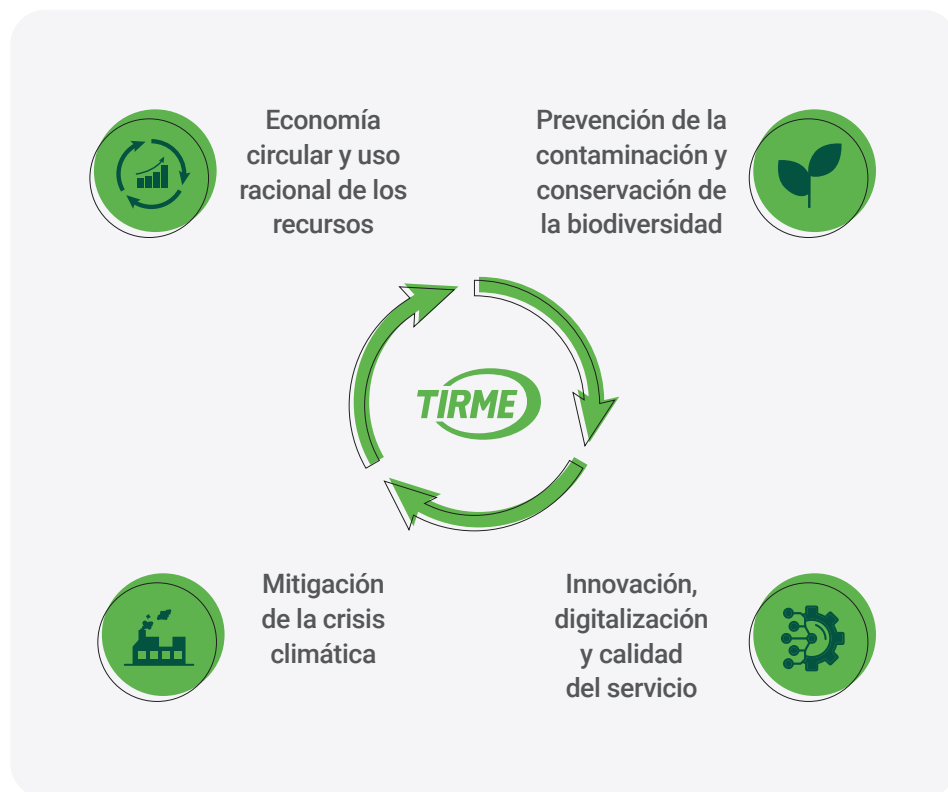 Economía
circular y uso
racional de los
recursos
Prevención de la
contaminación y
conservación de
la biodiversidad
TIRME
Mitigación
de la crisis
climática
Innovación,
digitalización
y calidad
del servicio